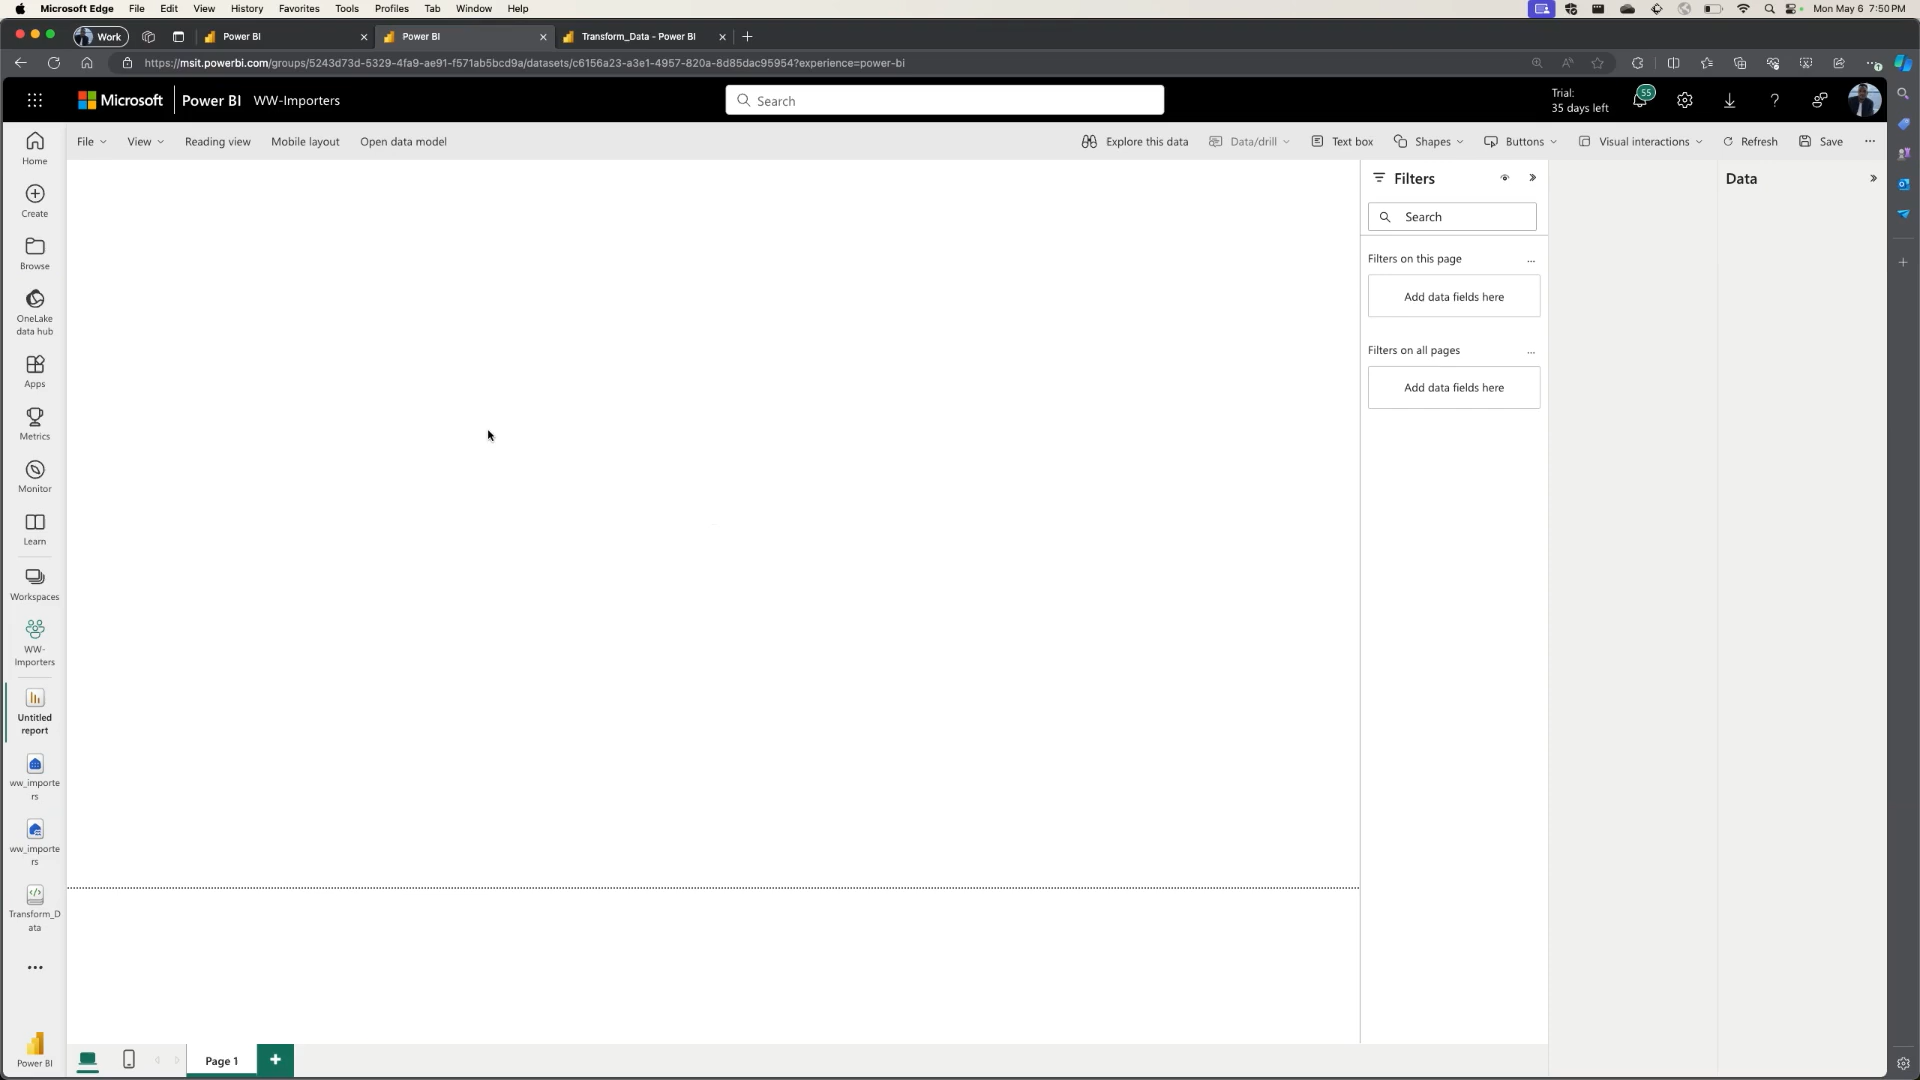 Microsoft Edge File Edit View History Favorites Tools Profiles Tab Window Help Mon May 6 7:50 PM
Work Power BI Power BI Transform_Data - Power BI
https://msit.powerbi.com/groups/5243d73d-5329-4fa9-ae91-f571ab5bcd9a/datasets/c6156a23-a3e1-4957-820a-8d85dac95954?experience=power-bi
Microsoft Power BI WW-Importers Search Trial:
35 days left
55
File View Reading view Mobile layout Open data model Explore this data Data/drill Text box Shapes Buttons Visual interactions Refresh Save
Home
Create
Browse
OneLake
data hub
Apps
Metrics
Monitor
Learn
Workspaces
WW-
Importers
Untitled
report
ww_importe
rs
ww_importe
rs
Transform_D
ata
Power BI
Filters
Search
Filters on this page
Add data fields here
Filters on all pages
Add data fields here
Data
Page 1